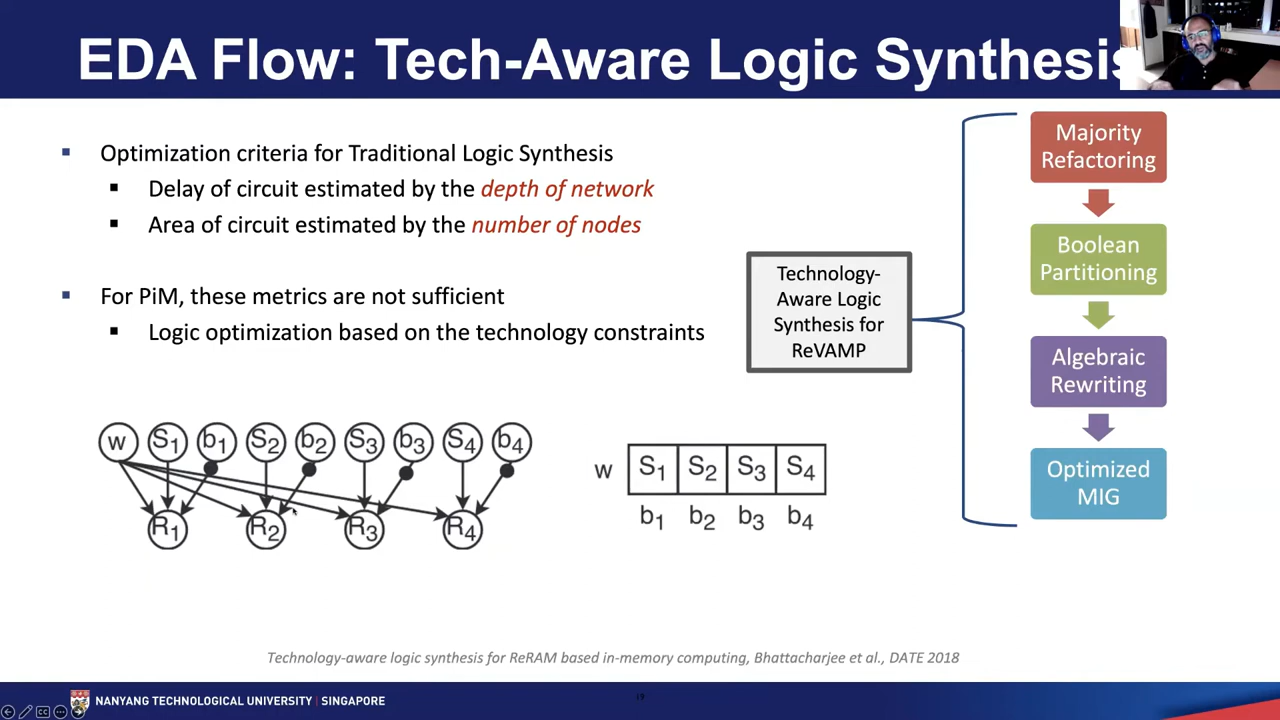 EDA Flow: Tech-Aware Logic Synthesis
Optimization criteria for Traditional Logic Synthesis
Delay of circuit estimated by the depth of network
Area of circuit estimated by the number of nodes
For PiM, these metrics are not sufficient
Logic optimization based on the technology constraints
Technology-
Aware Logic
Synthesis for
ReVAMP
Majority
Refactoring
Boolean
Partitioning
Algebraic
Rewriting
Optimized
MIG
w S₁ b₁ S₂ b₂ S₃ b₃ S₄ b₄
R₁ R₂ R₃ R₄
w S₁ S₂ S₃ S₄
b₁ b₂ b₃ b₄
Technology-aware logic synthesis for ReRAM based in-memory computing, Bhattacharjee et al., DATE 2018
NANYANG TECHNOLOGICAL UNIVERSITY | SINGAPORE
19